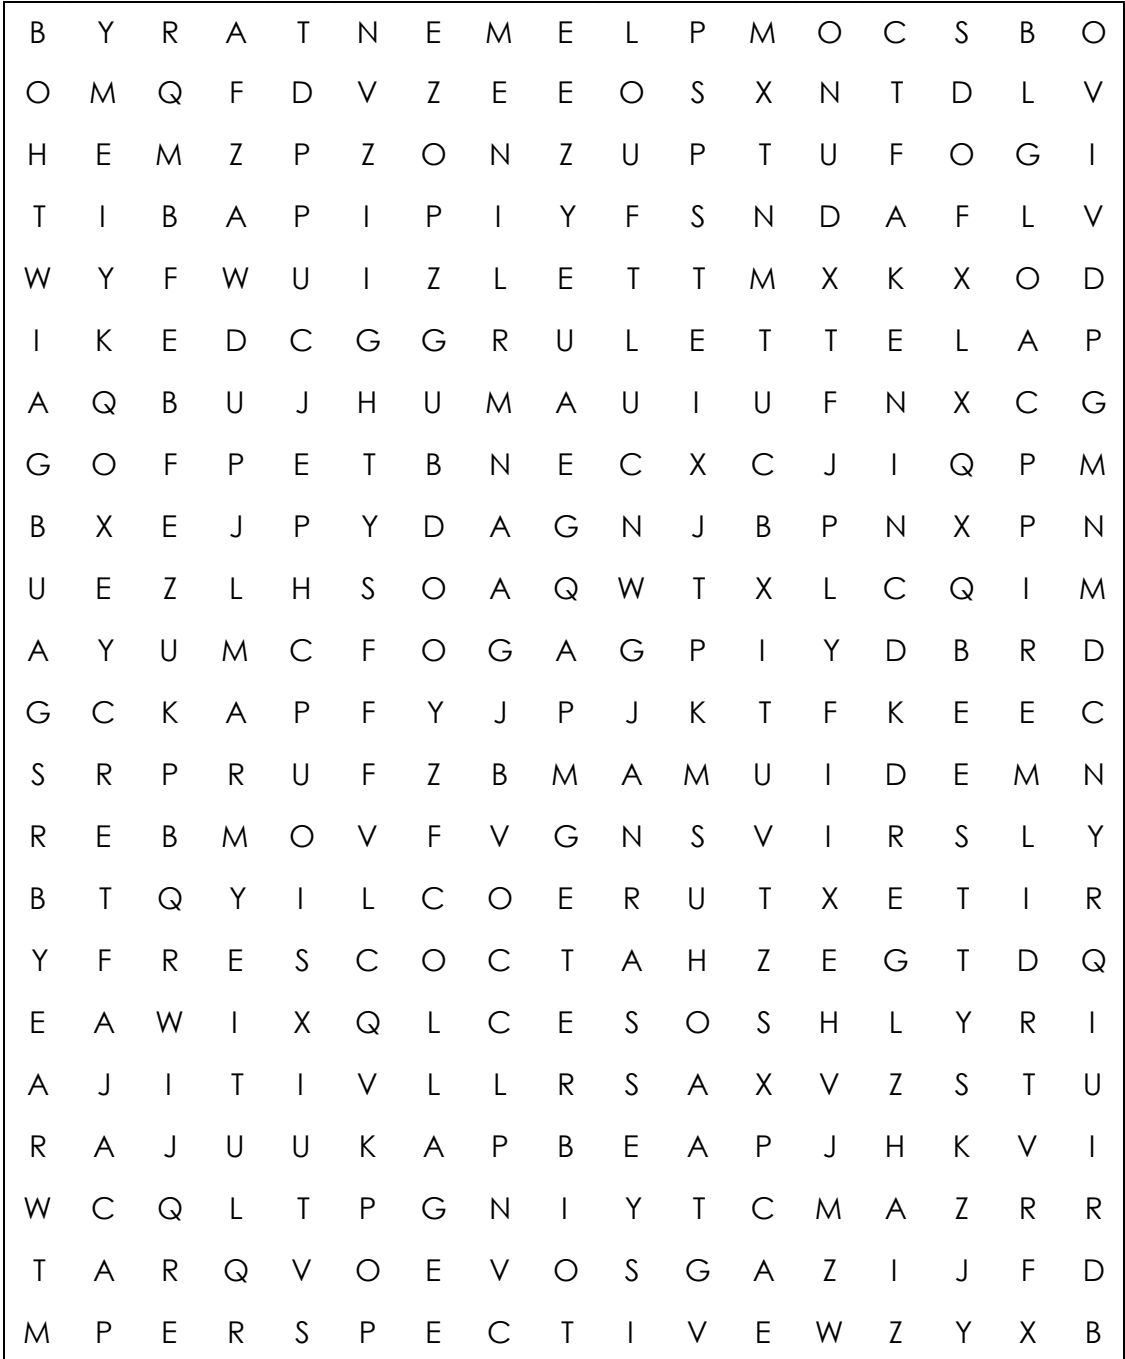 B Y R A T N E M E L P M O C S B O
O M Q F D V Z E E O S X N T D L V
H E M Z P Z O N Z U P T U F O G I
T I B A P I P I Y F S N D A F L V
W Y F W U I Z L E T T M X K X O D
I K E D C G G R U L E T T E L A P
A Q B U J H U M A U I U F N X C G
G O F P E T B N E C X C J I Q P M
B X E J P Y D A G N J B P N X P N
U E Z L H S O A Q W T X L C Q I M
A Y U M C F O G A G P I Y D B R D
G C K A P F Y J P J K T F K E E C
S R P R U F Z B M A M U I D E M N
R E B M O V F V G N S V I R S L Y
B T Q Y I L C O E R U T X E T I R
Y F R E S C O C T A H Z E G T D Q
E A W I X Q L C E S O S H L Y R I
A J I T I V L L R S A X V Z S T U
R A J U U K A P B E A P J H K V I
W C Q L T P G N I Y T C M A Z R R
T A R Q V O E V O S G A Z I J F D
M P E R S P E C T I V E W Z Y X B